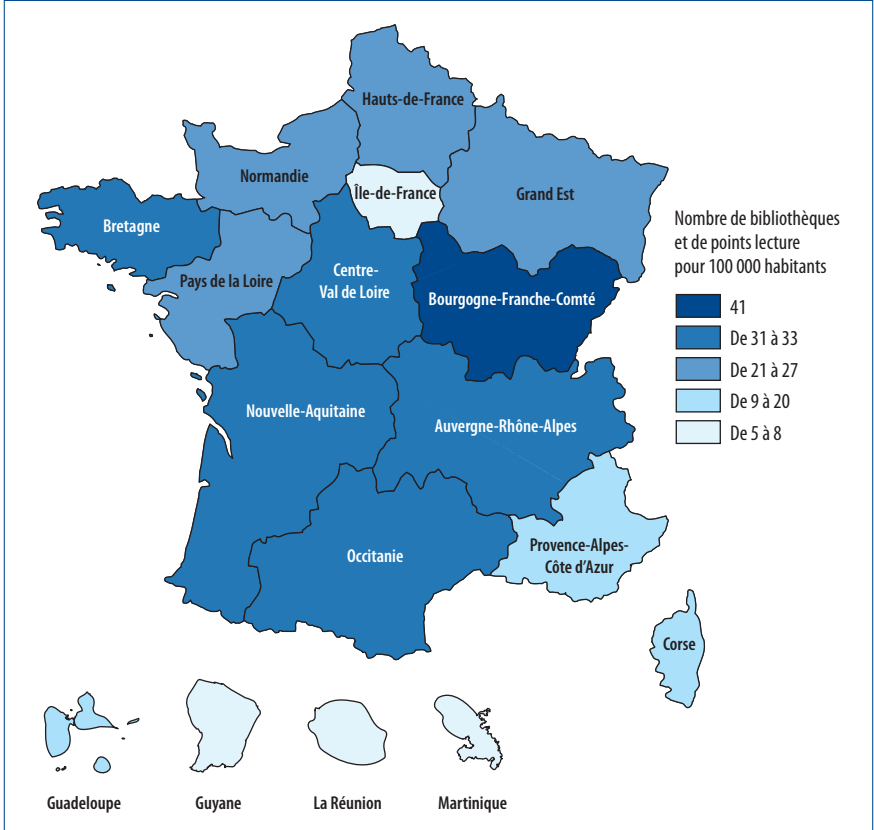 Hauts-de-France
Normandie
Île-de-France
Grand Est
Bretagne
Pays de la Loire
Centre-
Val de Loire
Bourgogne-Franche-Comté
Nouvelle-Aquitaine
Auvergne-Rhône-Alpes
Occitanie
Provence-Alpes-
Côte d'Azur
Corse
Nombre de bibliothèques
et de points lecture
pour 100 000 habitants
41
De 31 à 33
De 21 à 27
De 9 à 20
De 5 à 8
Guadeloupe
Guyane
La Réunion
Martinique